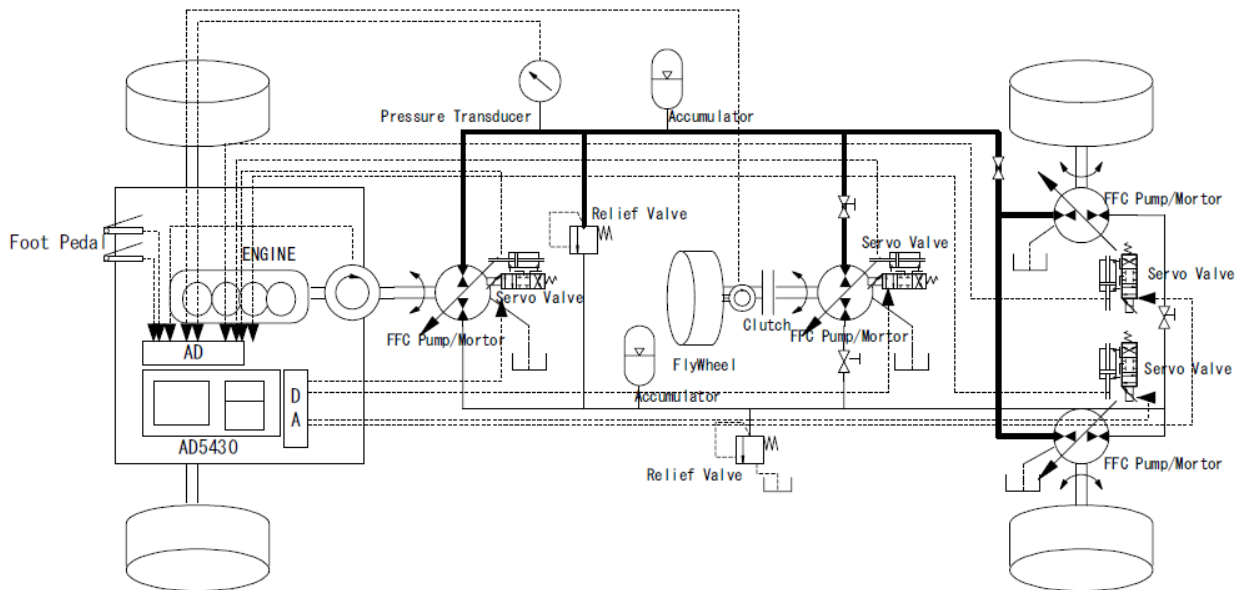 Pressure Transducer
Accumulator
FFC Pump/Mortor
Relief Valve
Foot Pedal
Servo Valve
ENGINE
Servo Valve
Servo Valve
Clutch
FFC Pump/Mortor
FFC Pump/Mortor
AD
FlyWheel
Servo Valve
D
A
Accumulator
AD5430
FFC Pump/Mortor
Relief Valve